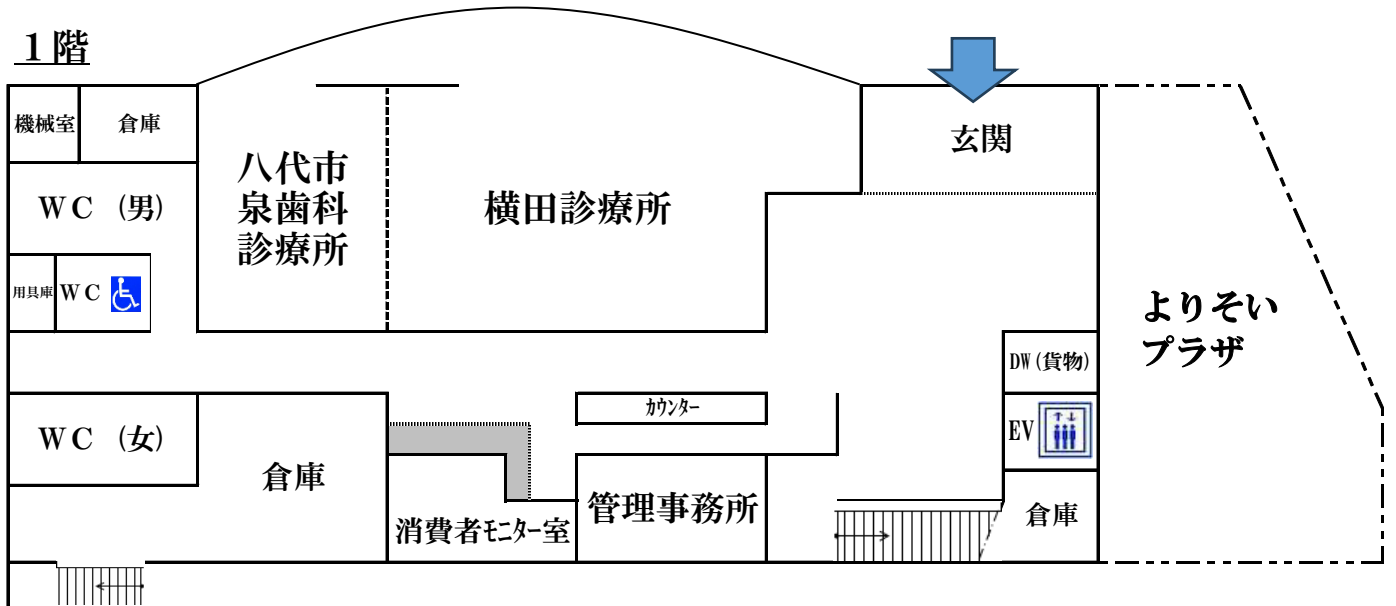 １階
機械室
倉庫
玄関
八代市
泉歯科
診療所
横田診療所
ＷＣ（男）
用具庫
ＷＣ
よりそい
プラザ
DW(貨物)
カウンター
EV
ＷＣ（女）
倉庫
管理事務所
倉庫
消費者モニター室